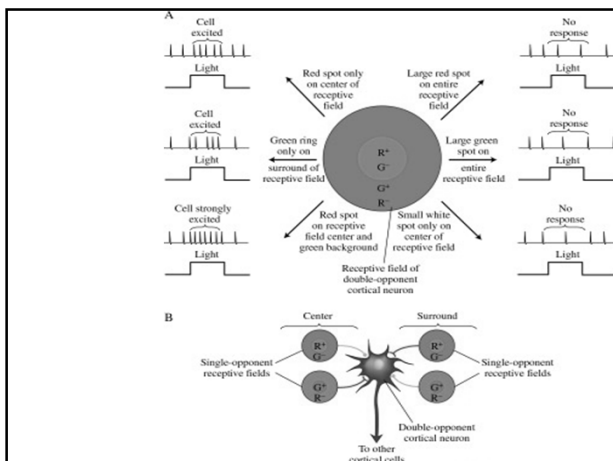 A
Cell
excited
Light
Red spot only
on center of
receptive
field
Large red
spot on
entire
receptive
field
No
response
Light
Cell
excited
Light
Green ring
only on
surround of
receptive field
R+
G−
G+
R−
Large green
spot on
entire
receptive field
No
response
Light
Cell strongly
excited
Light
Red spot
on receptive
field center and
green background
Small white
spot only on
center of
receptive field
No
response
Light
Receptive field of
double-opponent
cortical neuron
B
Center
Surround
R+
G−
R+
G−
Single-opponent
receptive fields
Single-opponent
receptive fields
G+
R−
G+
R−
Double-opponent
cortical neuron
To other
cortical cells